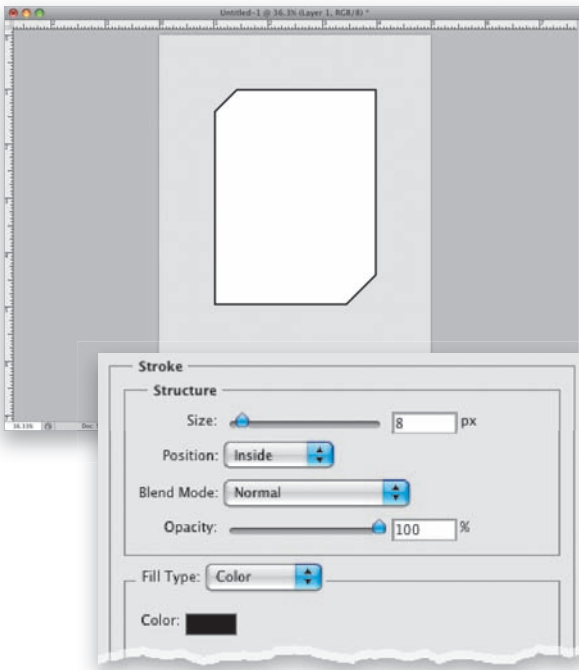 Untitled-1 @ 36.3% (Layer 1, RGB/8) *
Doc:
Stroke
Structure
Size: 8 px
Position: Inside
Blend Mode: Normal
Opacity: 100 %
Fill Type: Color
Color: